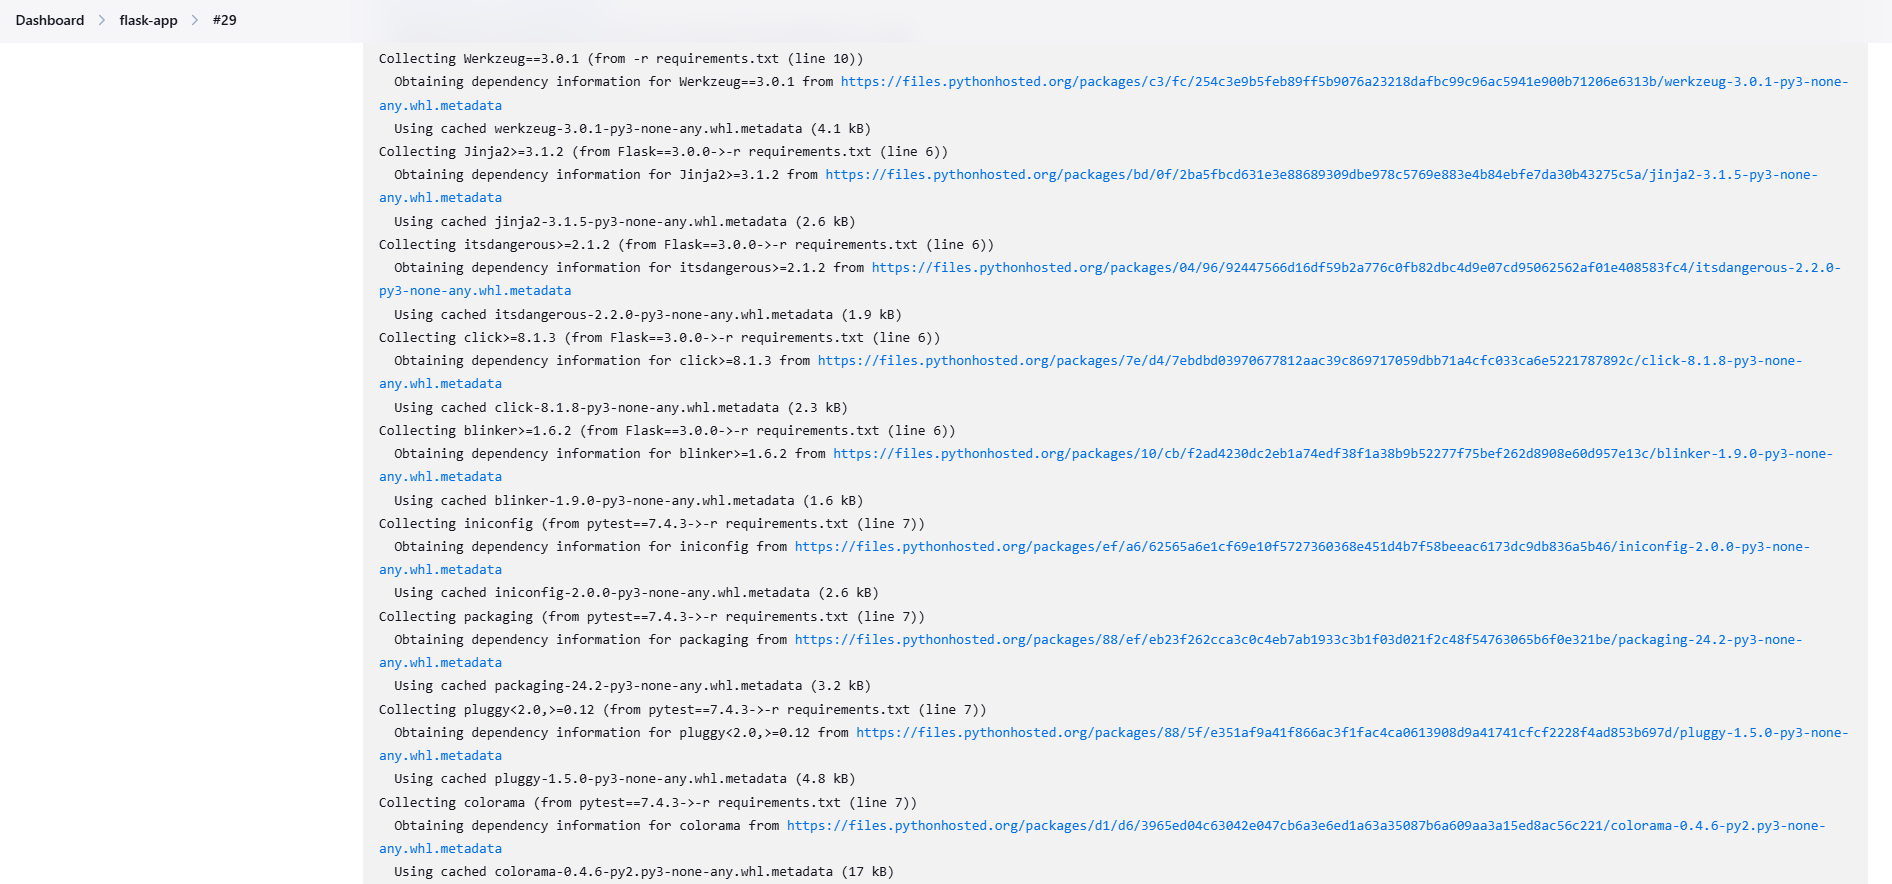 Dashboard > flask-app > #29
Collecting Werkzeug==3.0.1 (from -r requirements.txt (line 10))
Obtaining dependency information for Werkzeug==3.0.1 from https://files.pythonhosted.org/packages/c3/fc/254c3e9b5feb89ff5b9076a23218dafbc99c96ac5941e900b71206e6313b/werkzeug-3.0.1-py3-none-
any.whl.metadata
Using cached werkzeug-3.0.1-py3-none-any.whl.metadata (4.1 kB)
Collecting Jinja2>=3.1.2 (from Flask==3.0.0->-r requirements.txt (line 6))
Obtaining dependency information for Jinja2>=3.1.2 from https://files.pythonhosted.org/packages/bd/0f/2ba5fbcd631e3e88689309dbe978c5769e883e4b84ebfe7da30b43275c5a/jinja2-3.1.5-py3-none-
any.whl.metadata
Using cached jinja2-3.1.5-py3-none-any.whl.metadata (2.6 kB)
Collecting itsdangerous>=2.1.2 (from Flask==3.0.0->-r requirements.txt (line 6))
Obtaining dependency information for itsdangerous>=2.1.2 from https://files.pythonhosted.org/packages/04/96/92447566d16df59b2a776c0fb82dbc4d9e07cd95062562af01e408583fc4/itsdangerous-2.2.0-
py3-none-any.whl.metadata
Using cached itsdangerous-2.2.0-py3-none-any.whl.metadata (1.9 kB)
Collecting click>=8.1.3 (from Flask==3.0.0->-r requirements.txt (line 6))
Obtaining dependency information for click>=8.1.3 from https://files.pythonhosted.org/packages/7e/d4/7ebdbd03970677812aac39c869717059dbb71a4cfc033ca6e5221787892c/click-8.1.8-py3-none-
any.whl.metadata
Using cached click-8.1.8-py3-none-any.whl.metadata (2.3 kB)
Collecting blinker>=1.6.2 (from Flask==3.0.0->-r requirements.txt (line 6))
Obtaining dependency information for blinker>=1.6.2 from https://files.pythonhosted.org/packages/10/cb/f2ad4230dc2eb1a74edf38f1a38b9b52277f75bef262d8908e60d957e13c/blinker-1.9.0-py3-none-
any.whl.metadata
Using cached blinker-1.9.0-py3-none-any.whl.metadata (1.6 kB)
Collecting iniconfig (from pytest==7.4.3->-r requirements.txt (line 7))
Obtaining dependency information for iniconfig from https://files.pythonhosted.org/packages/ef/a6/62565a6e1cf69e10f5727360368e451d4b7f58beeac6173dc9db836a5b46/iniconfig-2.0.0-py3-none-
any.whl.metadata
Using cached iniconfig-2.0.0-py3-none-any.whl.metadata (2.6 kB)
Collecting packaging (from pytest==7.4.3->-r requirements.txt (line 7))
Obtaining dependency information for packaging from https://files.pythonhosted.org/packages/88/ef/eb23f262cca3c0c4eb7ab1933c3b1f03d021f2c48f54763065b6f0e321be/packaging-24.2-py3-none-
any.whl.metadata
Using cached packaging-24.2-py3-none-any.whl.metadata (3.2 kB)
Collecting pluggy<2.0,>=0.12 (from pytest==7.4.3->-r requirements.txt (line 7))
Obtaining dependency information for pluggy<2.0,>=0.12 from https://files.pythonhosted.org/packages/88/5f/e351af9a41f866ac3f1fac4ca0613908d9a41741cfcf2228f4ad853b697d/pluggy-1.5.0-py3-none-
any.whl.metadata
Using cached pluggy-1.5.0-py3-none-any.whl.metadata (4.8 kB)
Collecting colorama (from pytest==7.4.3->-r requirements.txt (line 7))
Obtaining dependency information for colorama from https://files.pythonhosted.org/packages/d1/d6/3965ed04c63042e047cb6a3e6ed1a63a35087b6a609aa3a15ed8ac56c221/colorama-0.4.6-py2.py3-none-
any.whl.metadata
Using cached colorama-0.4.6-py2.py3-none-any.whl.metadata (17 kB)